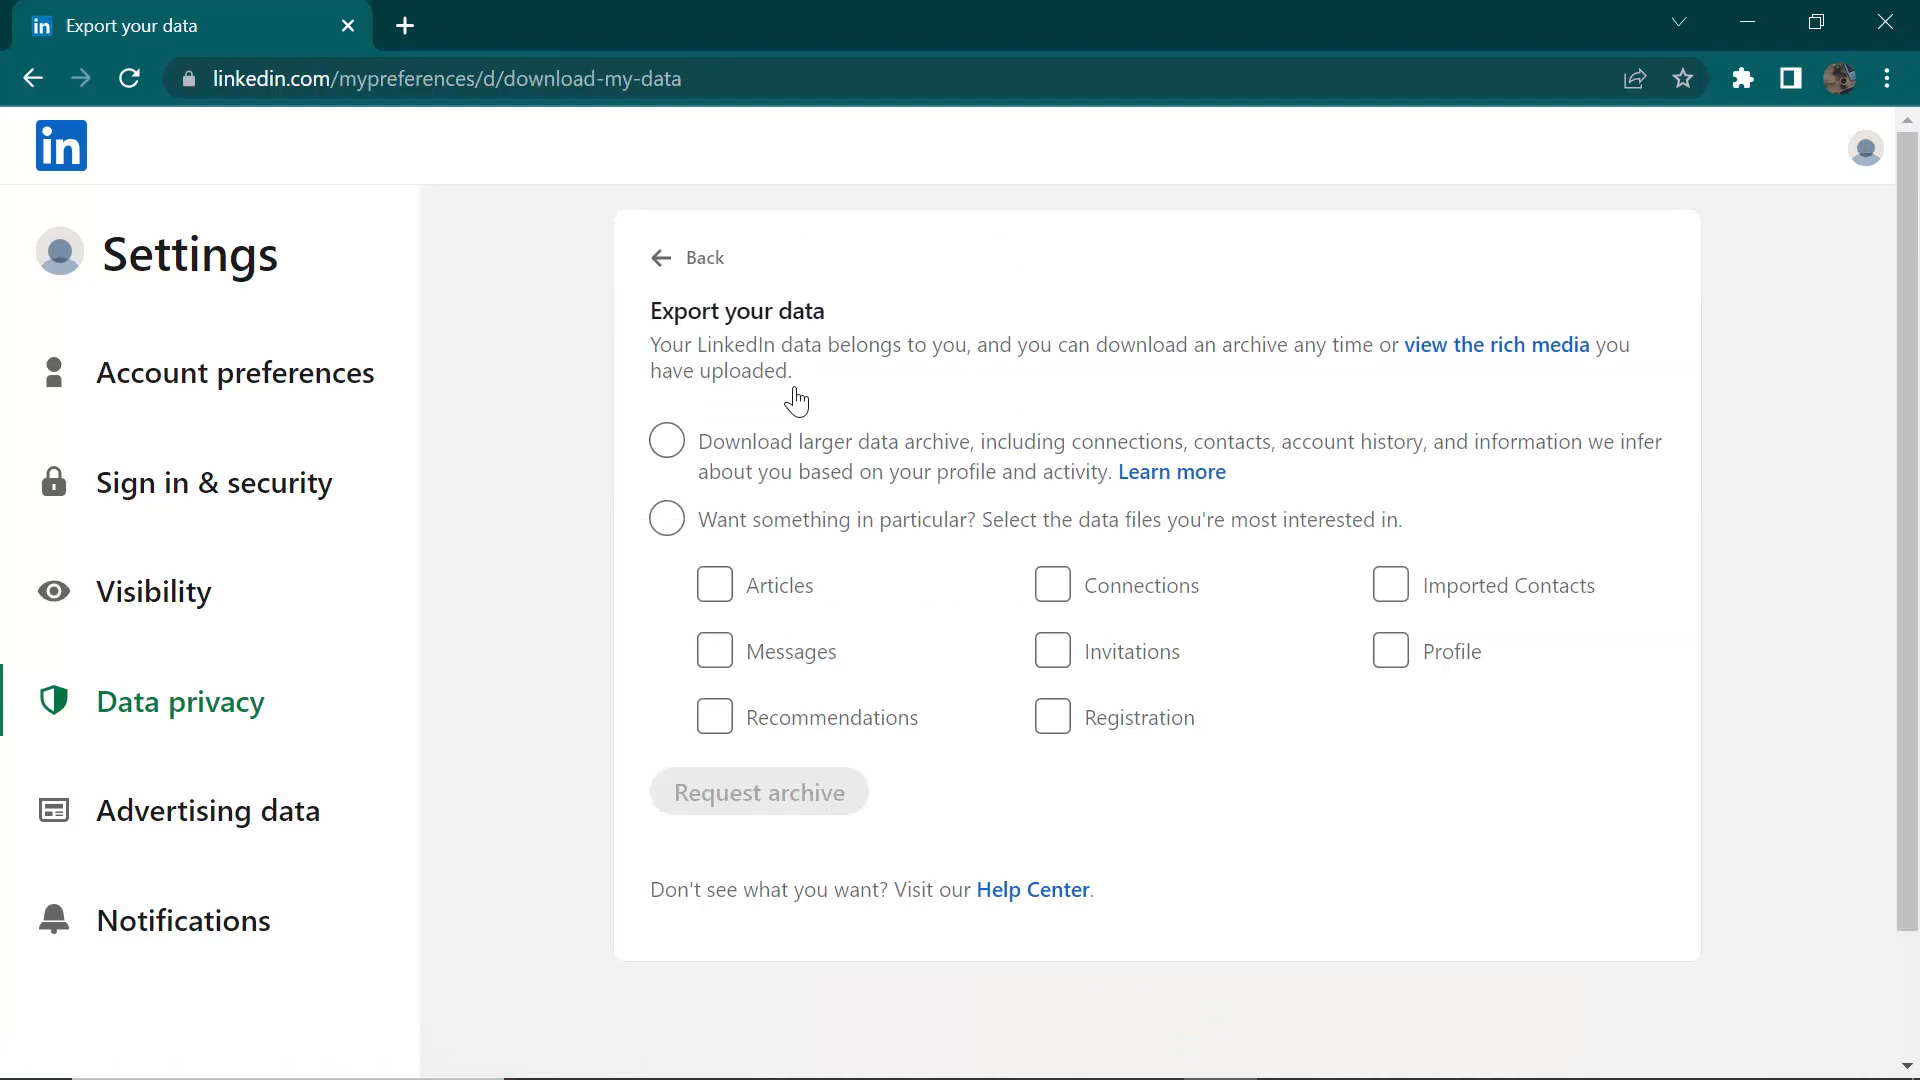 in Export your data
linkedin.com/mypreferences/d/download-my-data
in
Settings
Account preferences
Sign in & security
Visibility
Data privacy
Advertising data
Notifications
Back
Export your data
Your LinkedIn data belongs to you, and you can download an archive any time or view the rich media you
have uploaded.
Download larger data archive, including connections, contacts, account history, and information we infer
about you based on your profile and activity. Learn more
Want something in particular? Select the data files you're most interested in.
Articles Connections Imported Contacts
Messages Invitations Profile
Recommendations Registration
Request archive
Don't see what you want? Visit our Help Center.